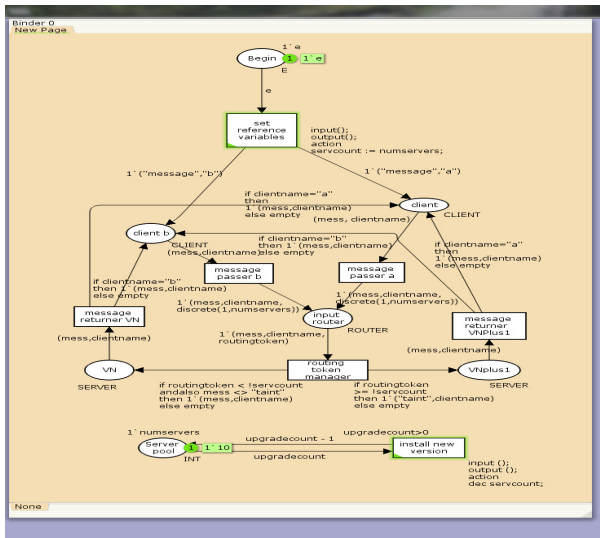 Binder 0
New Page
1`e
Begin
1
1`e
E
e
set
reference
variables
input();
output();
action
servcount := numservers;
1`("message","b")
1`("message","a")
if clientname="a"
then
1`(mess,clientname)
else empty
(mess, clientname)
client
CLIENT
client b
CLIENT
(mess,clientname)
if clientname="b"
then 1`(mess,clientname)
else empty
if clientname="a"
then
1`(mess,clientname)
else empty
message
passer b
message
passer a
if clientname="b"
then 1`(mess,clientname)
else empty
1`(mess,clientname,
discrete(1,numservers))
1`(mess,clientname,
discrete(1,numservers))
message
returner VN
input
router
ROUTER
message
returner
VNPlus1
(mess,clientname)
1`(mess,clientname,
routingtoken)
(mess,clientname)
VN
SERVER
routing
token
manager
VNplus1
SERVER
if routingtoken < !servcount
andalso mess <> "taint"
then 1`(mess,clientname)
else empty
if routingtoken
>= !servcount
then 1`("taint",clientname)
else empty
1`numservers
upgradecount - 1
upgradecount>0
Server
pool
1
1`10
INT
upgradecount
install new
version
input ();
output ();
action
dec servcount;
None